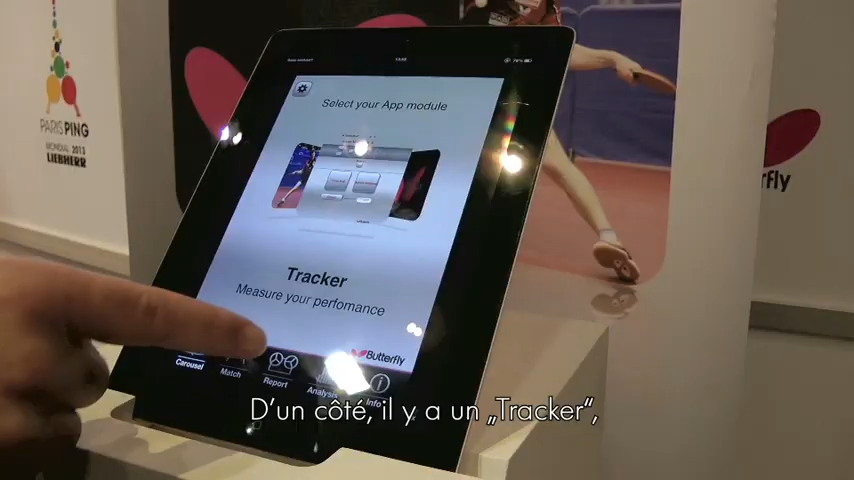 PARIS PING
MONDIAL 2013
LIEBHERR
Select your App module
Tracker
Measure your perfomance
Butterfly
Carousel
Match
Report
Analysis
Info
fly
D'un côté, il y a un „Tracker“,